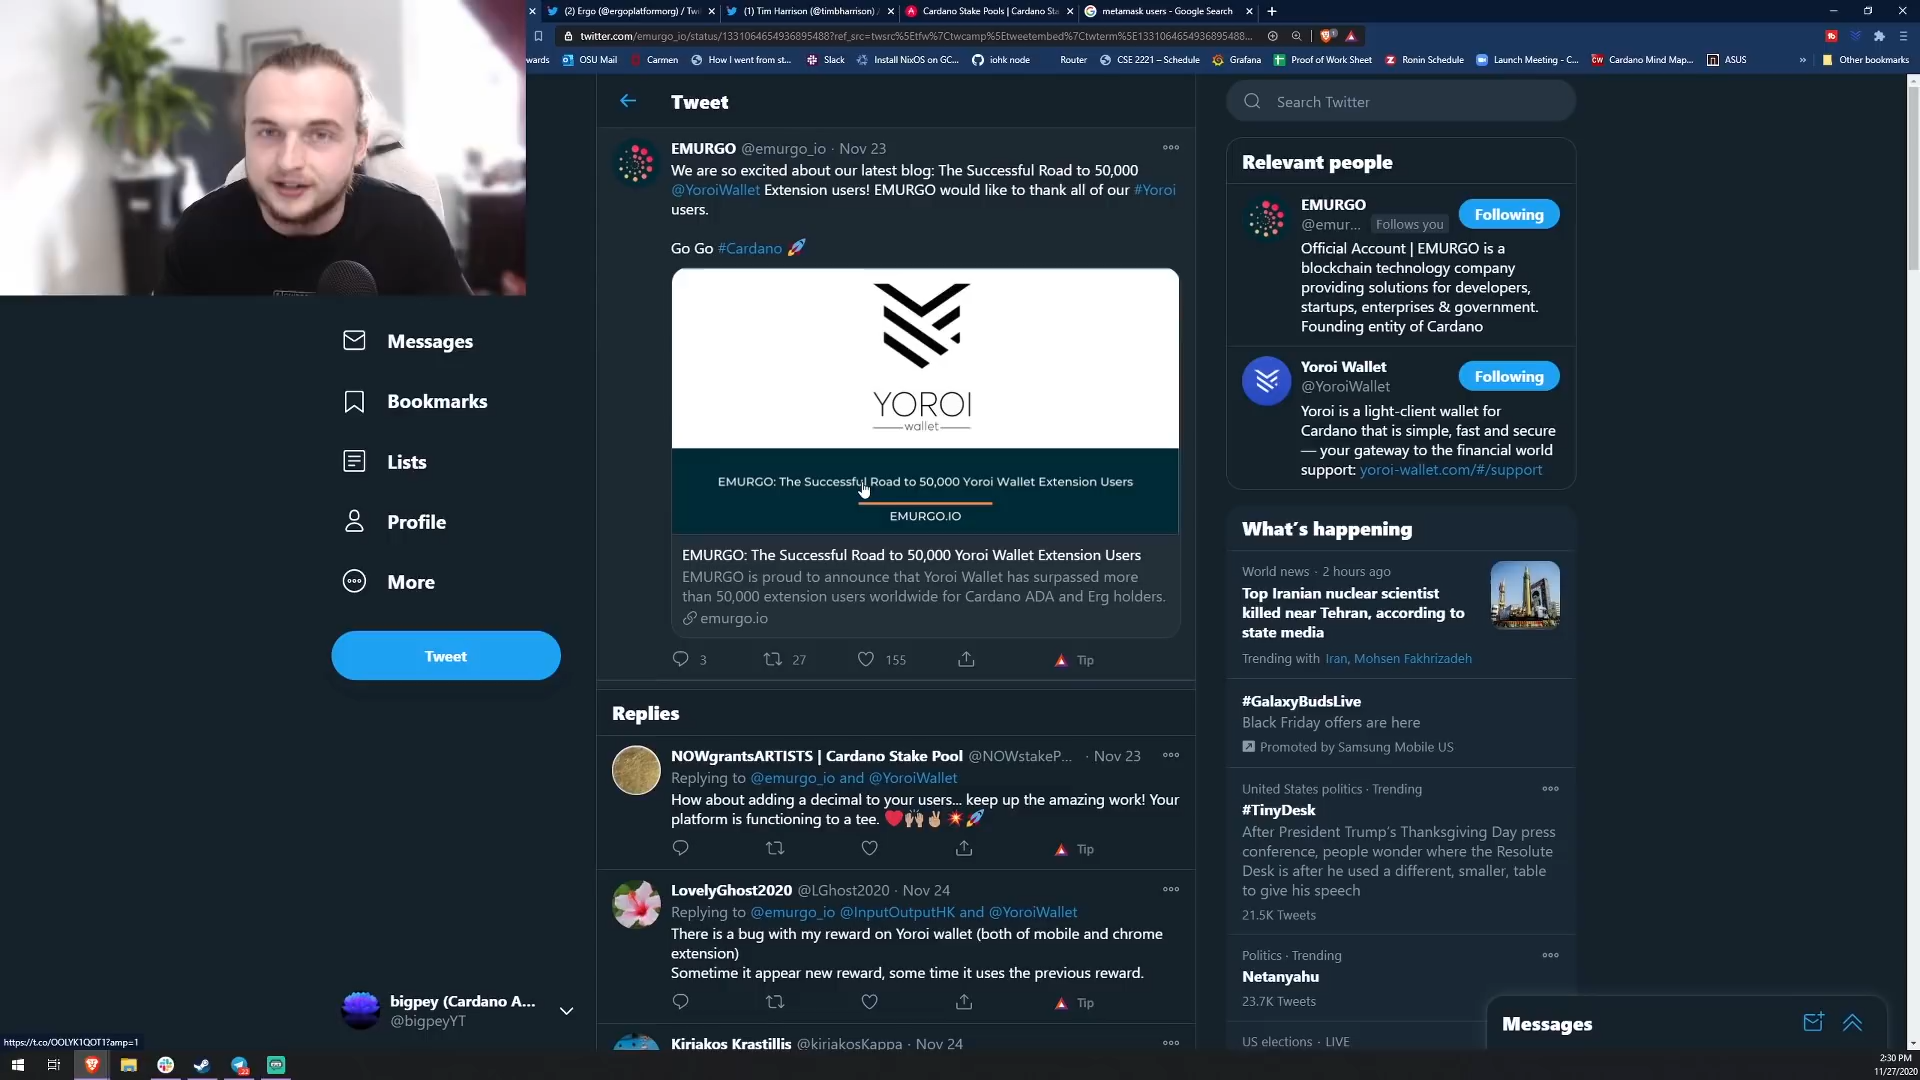 (2) Ergo (@ergoplatformorg) / Twi
(1) Tim Harrison (@timbharrison) /
Cardano Stake Pools | Cardano Sta
metamask users - Google Search
twitter.com/emurgo_io/status/1331064654936895488?ref_src=twsrc%5Etfw%7Ctwcamp%5Etweetembed%7Ctwterm%5E1331064654936895488...
wards
OSU Mail
Carmen
How I went from st...
Slack
Install NixOS on GC...
iohk node
Router
CSE 2221 – Schedule
Grafana
Proof of Work Sheet
Ronin Schedule
Launch Meeting - C...
Cardano Mind Map...
ASUS
Other bookmarks
Messages
Bookmarks
Lists
Profile
More
Tweet
bigpey (Cardano A...
@bigpeyYT
https://t.co/OOLYK1QOT1?amp=1
Tweet
EMURGO @emurgo_io · Nov 23
We are so excited about our latest blog: The Successful Road to 50,000
@YoroiWallet Extension users! EMURGO would like to thank all of our #Yoroi
users.
Go Go #Cardano 🚀
YOROI
wallet
EMURGO: The Successful Road to 50,000 Yoroi Wallet Extension Users
EMURGO.IO
EMURGO: The Successful Road to 50,000 Yoroi Wallet Extension Users
EMURGO is proud to announce that Yoroi Wallet has surpassed more
than 50,000 extension users worldwide for Cardano ADA and Erg holders.
emurgo.io
3 27 155 Tip
Replies
NOWgrantsARTISTS | Cardano Stake Pool @NOWstakeP... · Nov 23
Replying to @emurgo_io and @YoroiWallet
How about adding a decimal to your users... keep up the amazing work! Your
platform is functioning to a tee. ❤️🙌🏼✌🏼💥🚀
Tip
LovelyGhost2020 @LGhost2020 · Nov 24
Replying to @emurgo_io @InputOutputHK and @YoroiWallet
There is a bug with my reward on Yoroi wallet (both of mobile and chrome
extension)
Sometime it appear new reward, some time it uses the previous reward.
Tip
Kiriakos Krastillis @kiriakosKappa · Nov 24
Search Twitter
Relevant people
EMURGO
@emur... Follows you
Following
Official Account | EMURGO is a
blockchain technology company
providing solutions for developers,
startups, enterprises & government.
Founding entity of Cardano
Yoroi Wallet
@YoroiWallet
Following
Yoroi is a light-client wallet for
Cardano that is simple, fast and secure
— your gateway to the financial world
support: yoroi-wallet.com/#/support
What's happening
World news · 2 hours ago
Top Iranian nuclear scientist
killed near Tehran, according to
state media
Trending with Iran, Mohsen Fakhrizadeh
#GalaxyBudsLive
Black Friday offers are here
Promoted by Samsung Mobile US
United States politics · Trending
#TinyDesk
After President Trump's Thanksgiving Day press
conference, people wonder where the Resolute
Desk is after he used a different, smaller, table
to give his speech
21.5K Tweets
Politics · Trending
Netanyahu
23.7K Tweets
US elections · LIVE
Messages
2:30 PM
11/27/2020